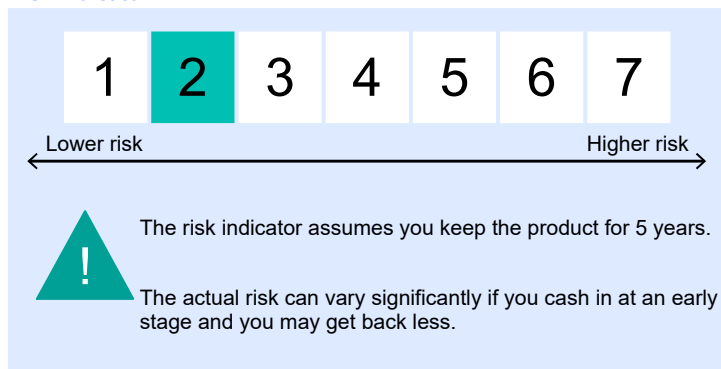 1 2 3 4 5 6 7
Lower risk Higher risk
!
The risk indicator assumes you keep the product for 5 years.
The actual risk can vary significantly if you cash in at an early
stage and you may get back less.